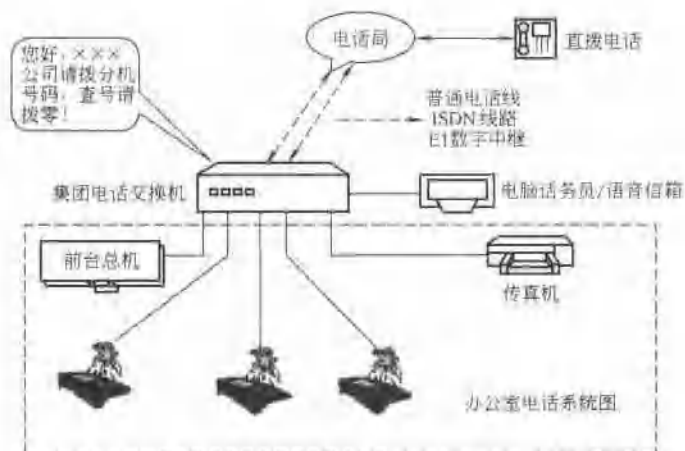 电话局
直拨电话
您好，×××
公司请拨分机
号码，查号请
拨零！
普通电话线
ISDN线路
E1数字中继
集团电话交换机
电脑话务员/语音信箱
前台总机
传真机
办公室电话系统图